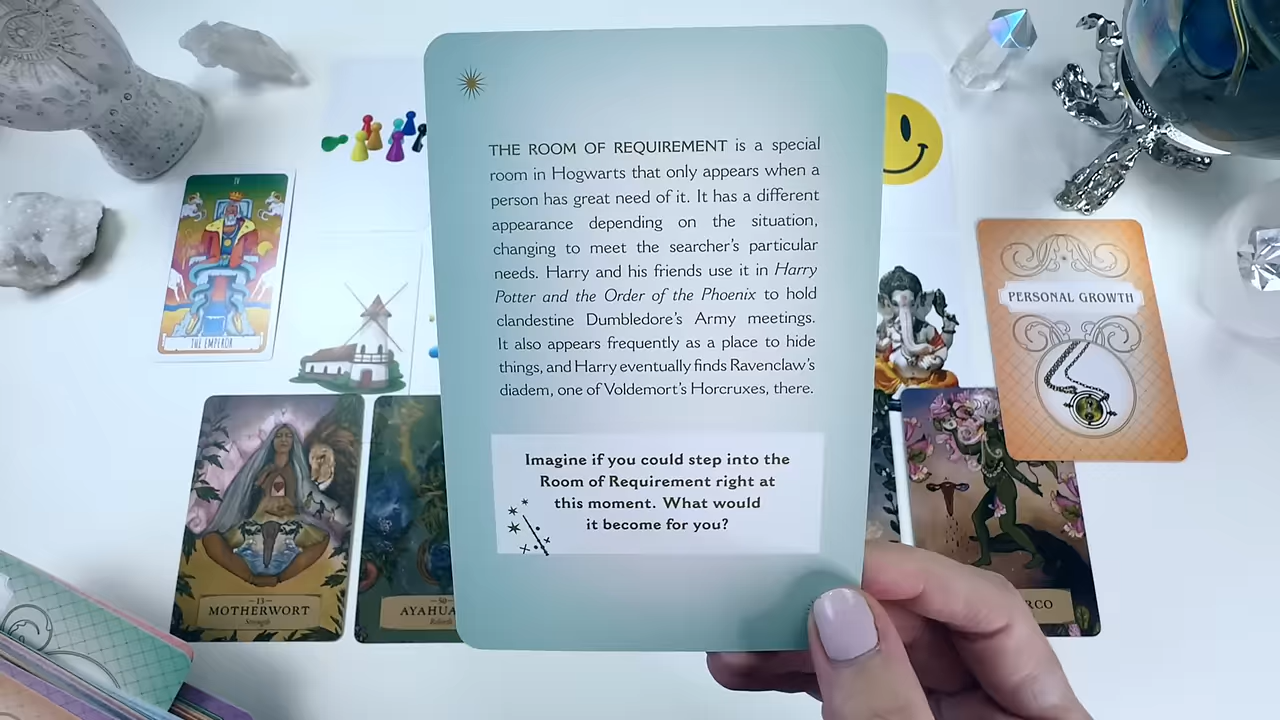 THE ROOM OF REQUIREMENT is a special
room in Hogwarts that only appears when a
person has great need of it. It has a different
appearance depending on the situation,
changing to meet the searcher's particular
needs. Harry and his friends use it in Harry
Potter and the Order of the Phoenix to hold
clandestine Dumbledore's Army meetings.
It also appears frequently as a place to hide
things, and Harry eventually finds Ravenclaw's
diadem, one of Voldemort's Horcruxes, there.
Imagine if you could step into the
Room of Requirement right at
this moment. What would
it become for you?
IV
THE EMPEROR
PERSONAL GROWTH
–13–
MOTHERWORT
Strength
–50–
AYAHUA
Rebirth
RCO